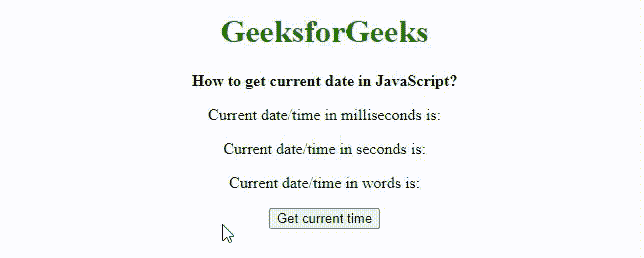 GeeksforGeeks
How to get current date in JavaScript?
Current date/time in milliseconds is:
Current date/time in seconds is:
Current date/time in words is:
Get current time